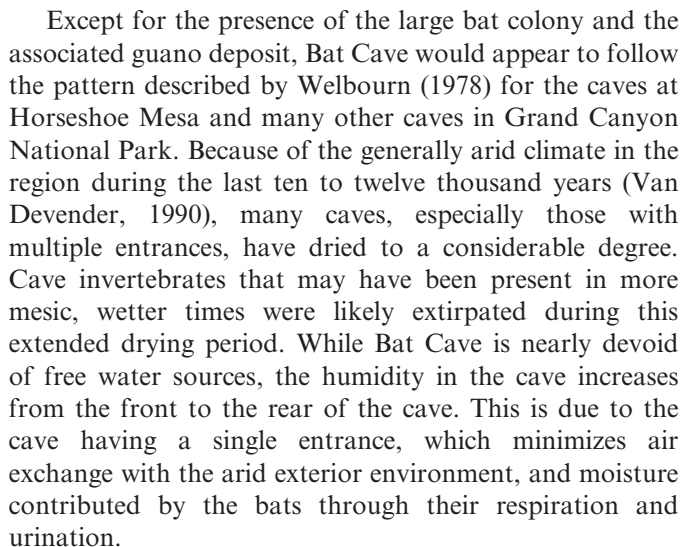 Except for the presence of the large bat colony and the
associated guano deposit, Bat Cave would appear to follow
the pattern described by Welbourn (1978) for the caves at
Horseshoe Mesa and many other caves in Grand Canyon
National Park. Because of the generally arid climate in the
region during the last ten to twelve thousand years (Van
Devender, 1990), many caves, especially those with
multiple entrances, have dried to a considerable degree.
Cave invertebrates that may have been present in more
mesic, wetter times were likely extirpated during this
extended drying period. While Bat Cave is nearly devoid
of free water sources, the humidity in the cave increases
from the front to the rear of the cave. This is due to the
cave having a single entrance, which minimizes air
exchange with the arid exterior environment, and moisture
contributed by the bats through their respiration and
urination.